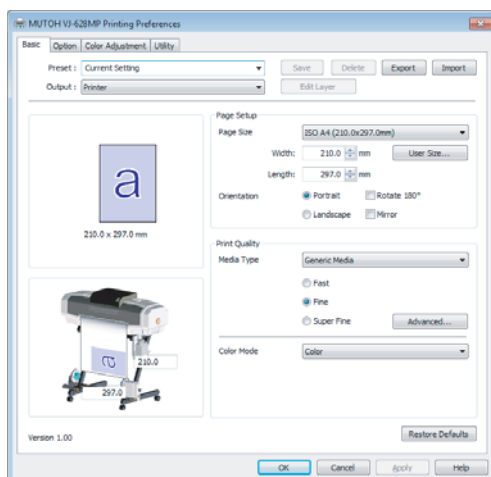 MUTOH VJ-628MP Printing Preferences
Basic Option Color Adjustment Utility
Preset : Current Setting Save Delete Export Import
Output : Printer Edit Layer
Page Setup
Page Size ISO A4 (210.0x297.0mm)
Width: 210.0 mm User Size...
Length: 297.0 mm
Orientation Portrait Rotate 180°
Landscape Mirror
a
210.0 x 297.0 mm
Print Quality
Media Type Generic Media
Fast
Fine
Super Fine Advanced...
Color Mode Color
a
210.0
297.0
Version 1.00
Restore Defaults
OK Cancel Apply Help